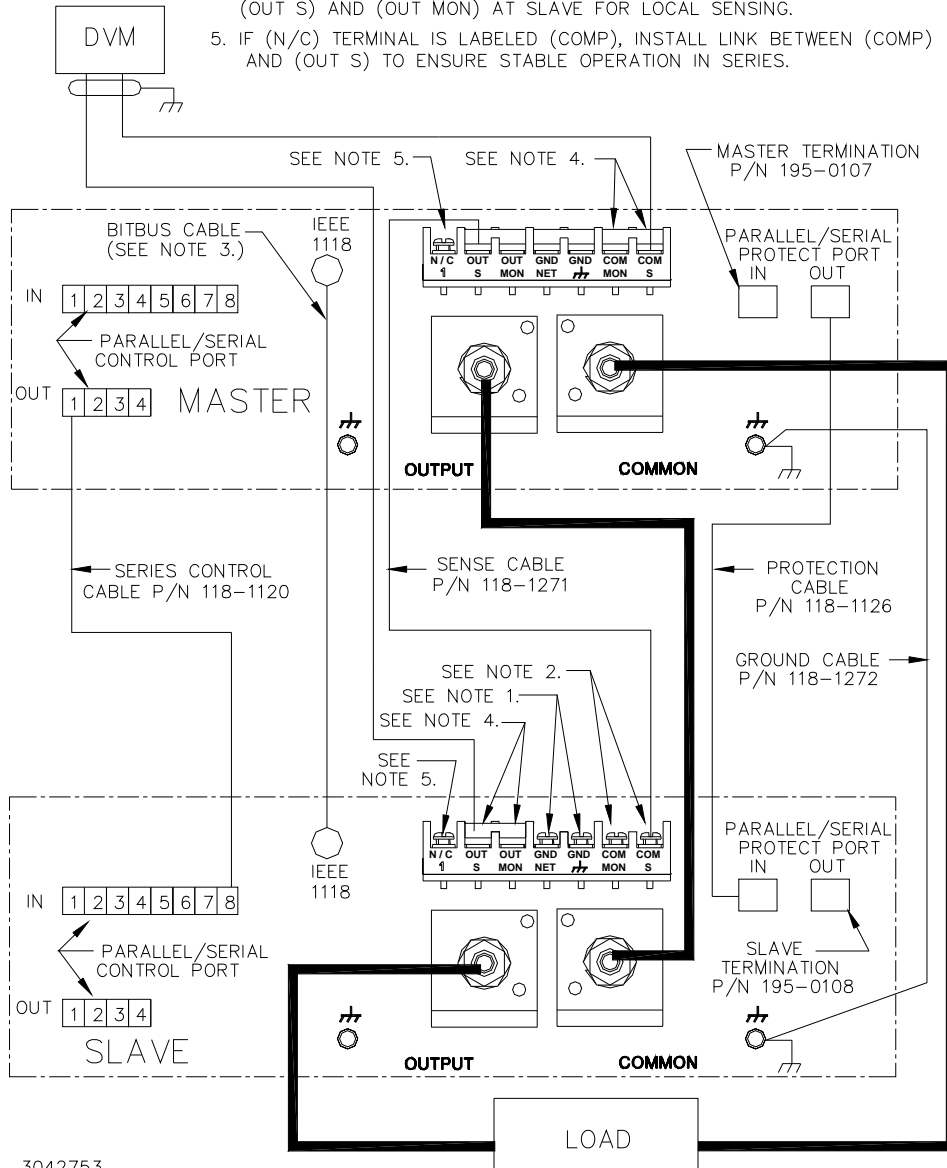 (OUT S) AND (OUT MON) AT SLAVE FOR LOCAL SENSING.
5. IF (N/C) TERMINAL IS LABELED (COMP), INSTALL LINK BETWEEN (COMP)
AND (OUT S) TO ENSURE STABLE OPERATION IN SERIES.
DVM
SEE NOTE 5.
SEE NOTE 4.
MASTER TERMINATION
P/N 195-0107
BITBUS CABLE
(SEE NOTE 3.)
IEEE
1118
N/C OUT OUT GND GND COM COM
1 S MON NET MON S
PARALLEL/SERIAL
PROTECT PORT
IN OUT
IN 1 2 3 4 5 6 7 8
PARALLEL/SERIAL
CONTROL PORT
OUT 1 2 3 4
MASTER
OUTPUT
COMMON
SERIES CONTROL
CABLE P/N 118-1120
SENSE CABLE
P/N 118-1271
PROTECTION
CABLE
P/N 118-1126
GROUND CABLE
P/N 118-1272
SEE NOTE 2.
SEE NOTE 1.
SEE NOTE 4.
SEE
NOTE 5.
IEEE
1118
N/C OUT OUT GND GND COM COM
1 S MON NET MON S
PARALLEL/SERIAL
PROTECT PORT
IN OUT
IN 1 2 3 4 5 6 7 8
PARALLEL/SERIAL
CONTROL PORT
OUT 1 2 3 4
SLAVE
SLAVE
TERMINATION
P/N 195-0108
OUTPUT
COMMON
LOAD
3042753